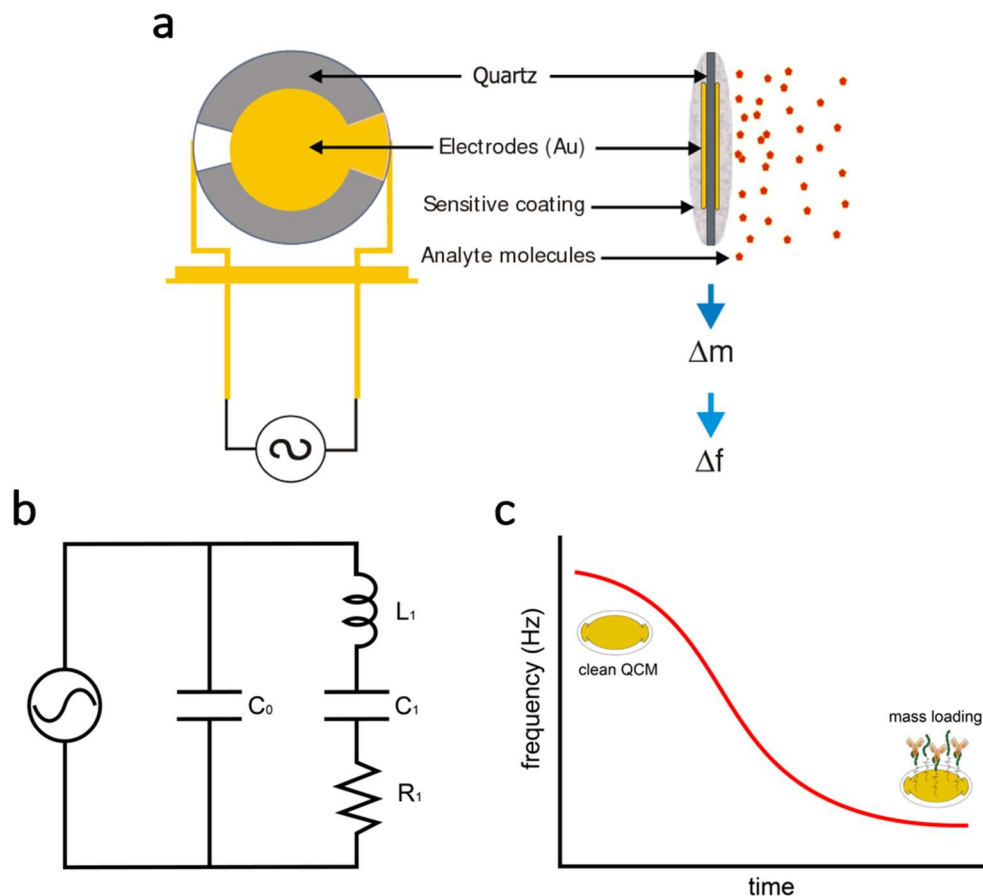 a
Quartz
Electrodes (Au)
Sensitive coating
Analyte molecules
Δm
Δf
b
L₁
C₀
C₁
R₁
c
frequency (Hz)
clean QCM
mass loading
time